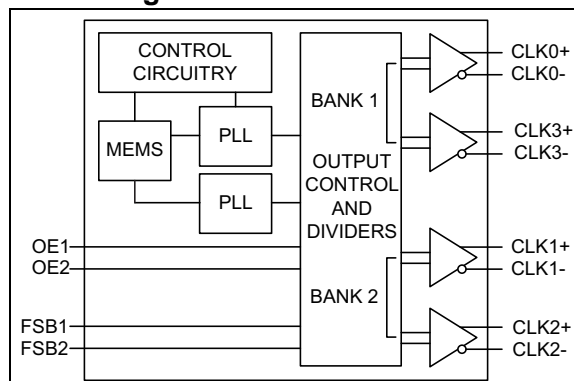 CONTROL
CIRCUITRY
MEMS
PLL
PLL
BANK 1
OUTPUT
CONTROL
AND
DIVIDERS
BANK 2
OE1
OE2
FSB1
FSB2
CLK0+
CLK0-
CLK3+
CLK3-
CLK1+
CLK1-
CLK2+
CLK2-